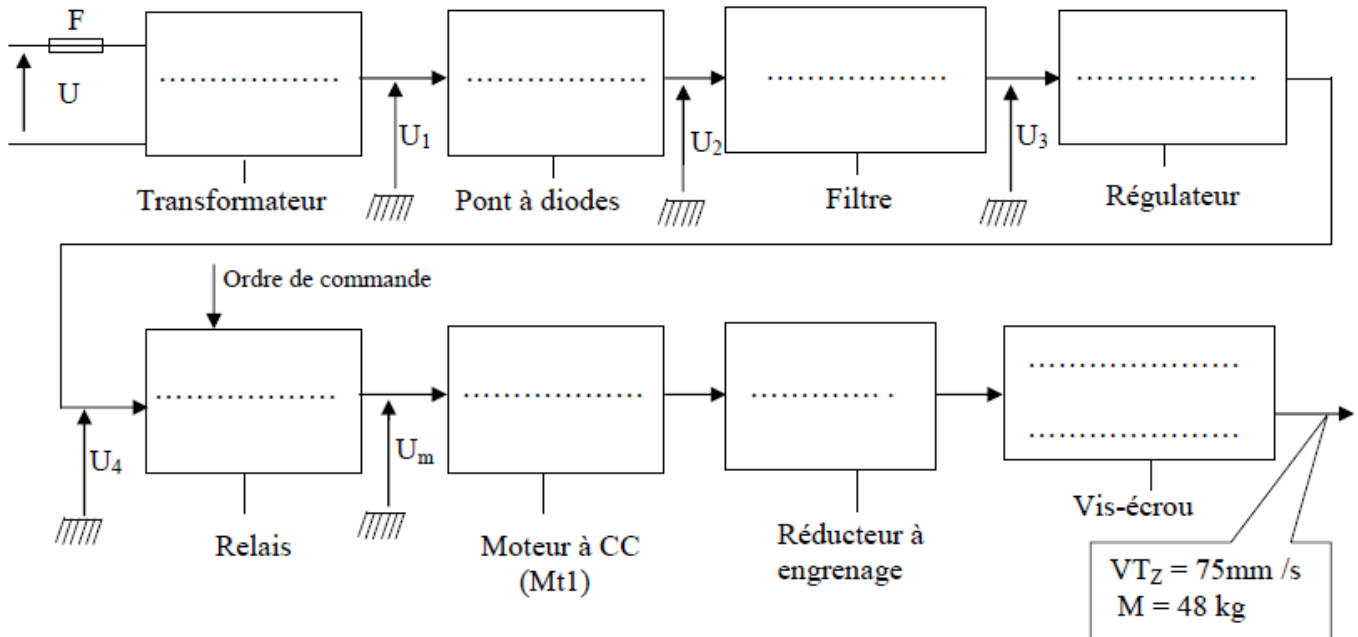 F
U
..................
..................
..................
..................
U1
U2
U3
Transformateur
Pont à diodes
Filtre
Régulateur
Ordre de commande
..................
..................
............. .
.....................
.....................
U4
Um
Relais
Moteur à CC
(Mt1)
Réducteur à
engrenage
Vis-écrou
VTZ = 75mm /s
M = 48 kg